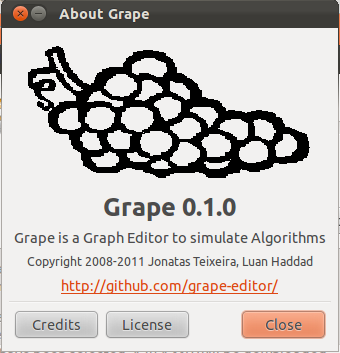 About Grape
Grape 0.1.0
Grape is a Graph Editor to simulate Algorithms
Copyright 2008-2011 Jonatas Teixeira, Luan Haddad
http://github.com/grape-editor/
Credits
License
Close